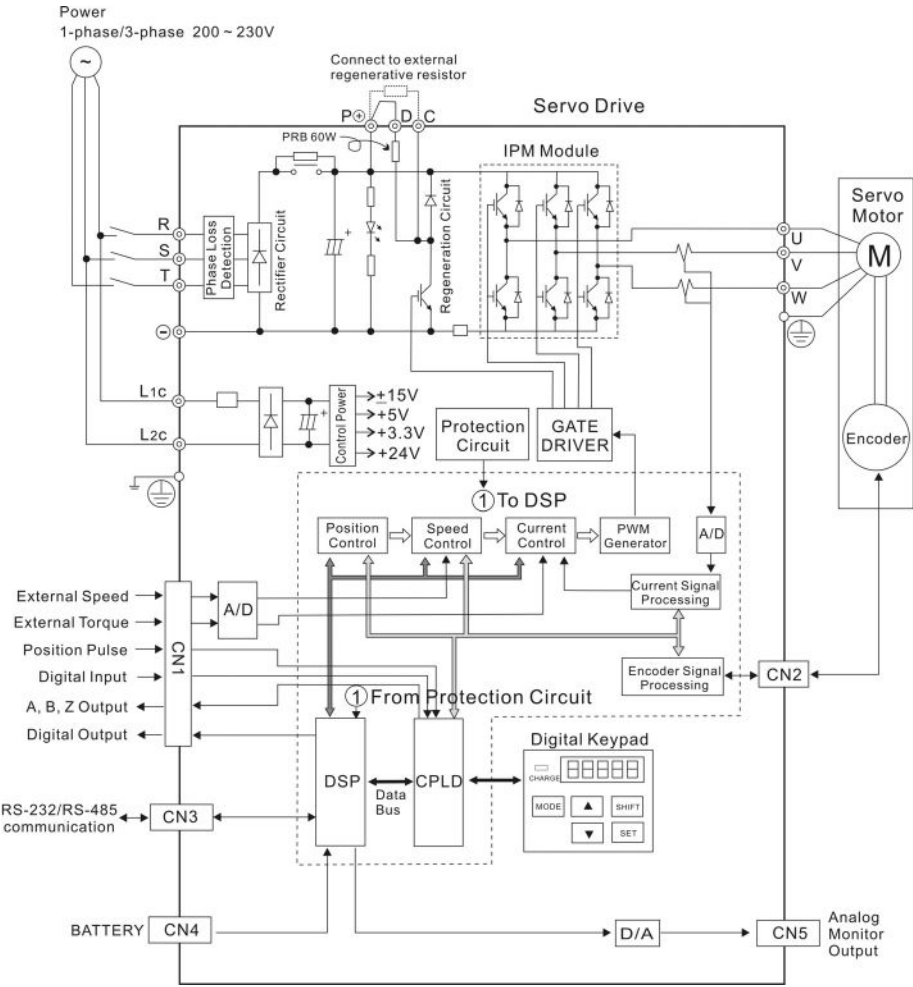 Power
1-phase/3-phase 200 ~ 230V
~
Connect to external
regenerative resistor
P⊕ D C
Servo Drive
PRB 60W
IPM Module
Servo
Motor
R
S
T
Phase Loss
Detection
Rectifier Circuit
+
Regeneration Circuit
U
V
W
M
⊖
L1C
L2C
+
Control Power
±15V
+5V
+3.3V
+24V
Protection
Circuit
GATE
DRIVER
Encoder
① To DSP
Position
Control
Speed
Control
Current
Control
PWM
Generator
A/D
External Speed
External Torque
Position Pulse
Digital Input
A, B, Z Output
Digital Output
CN1
A/D
Current Signal
Processing
Encoder Signal
Processing
CN2
① From Protection Circuit
DSP
Data
Bus
CPLD
Digital Keypad
CHARGE
MODE
▲
SHIFT
▼
SET
RS-232/RS-485
communication
CN3
BATTERY
CN4
D/A
CN5
Analog
Monitor
Output